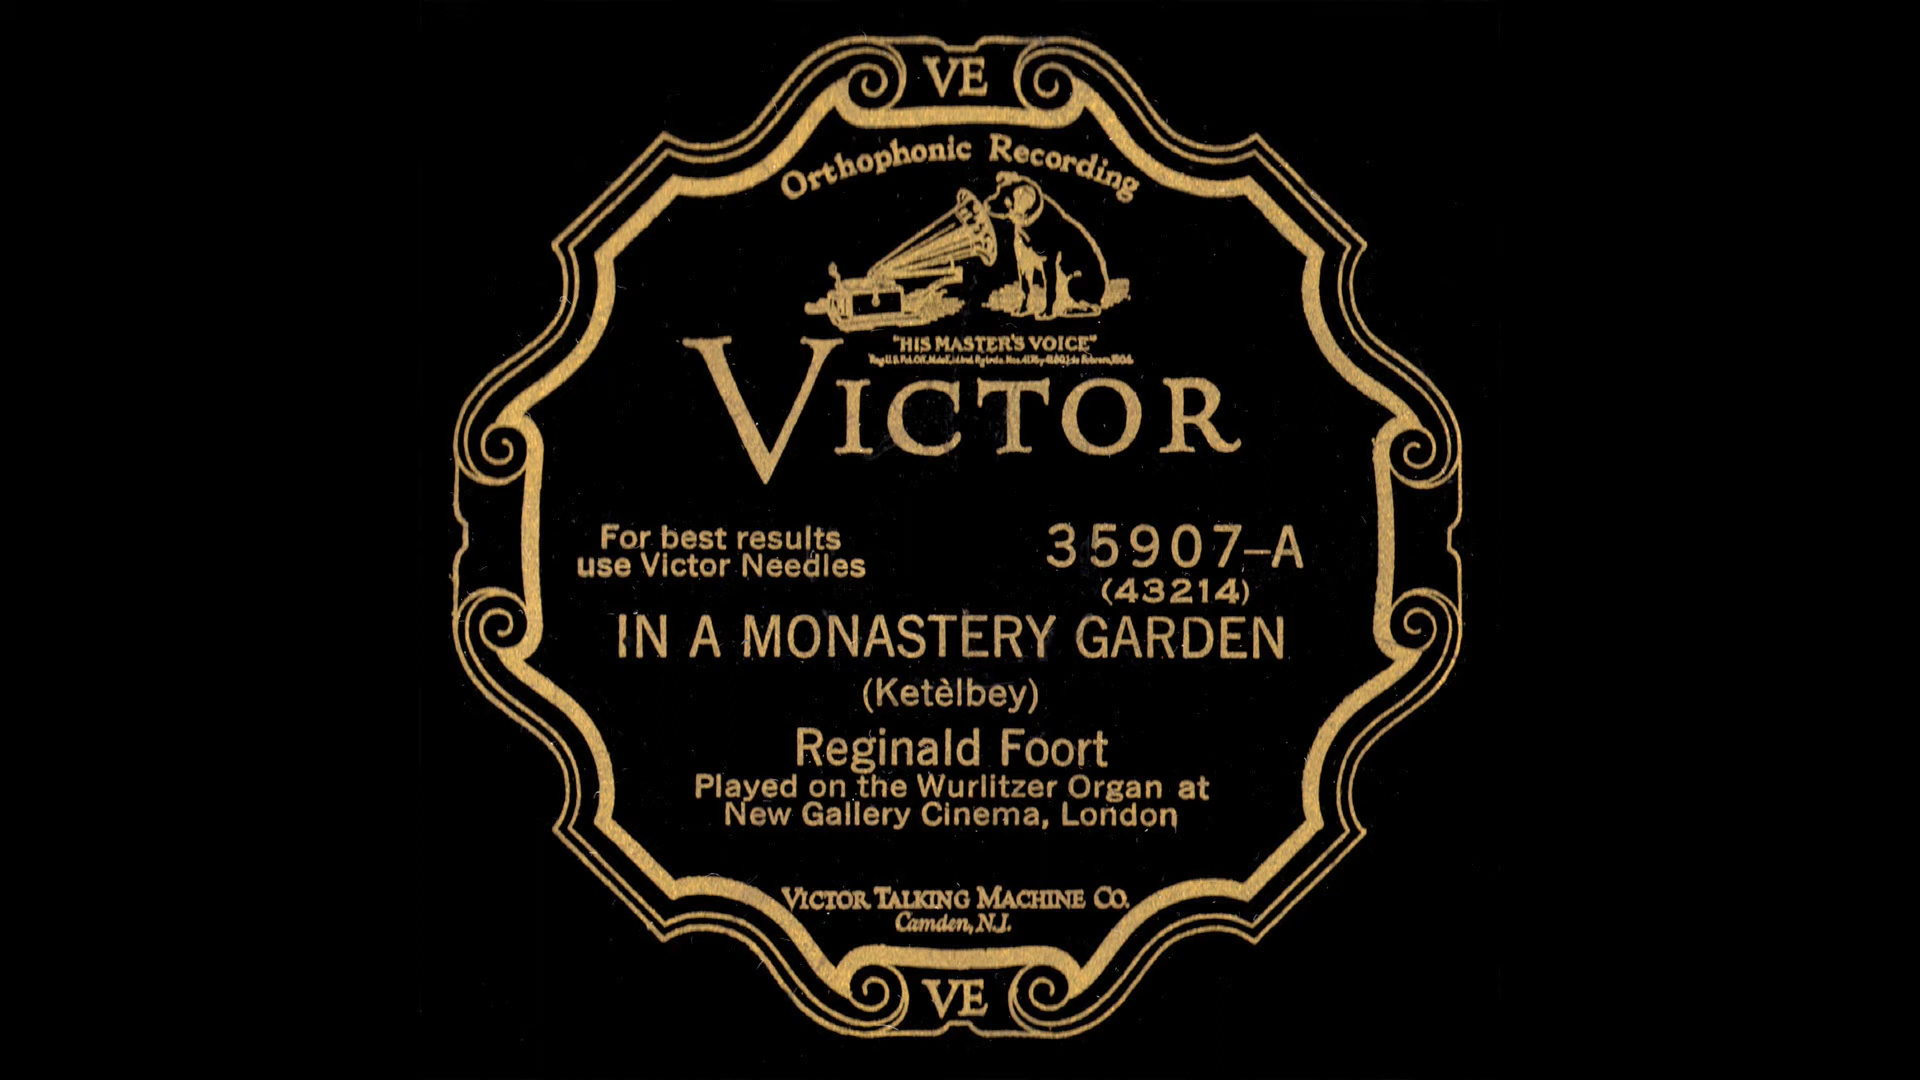 VE
Orthophonic Recording
"HIS MASTER'S VOICE"
VICTOR
For best results
use Victor Needles
35907-A
(43214)
IN A MONASTERY GARDEN
(Ketèlbey)
Reginald Foort
Played on the Wurlitzer Organ at
New Gallery Cinema, London
VICTOR TALKING MACHINE CO.
Camden, N.J.
VE